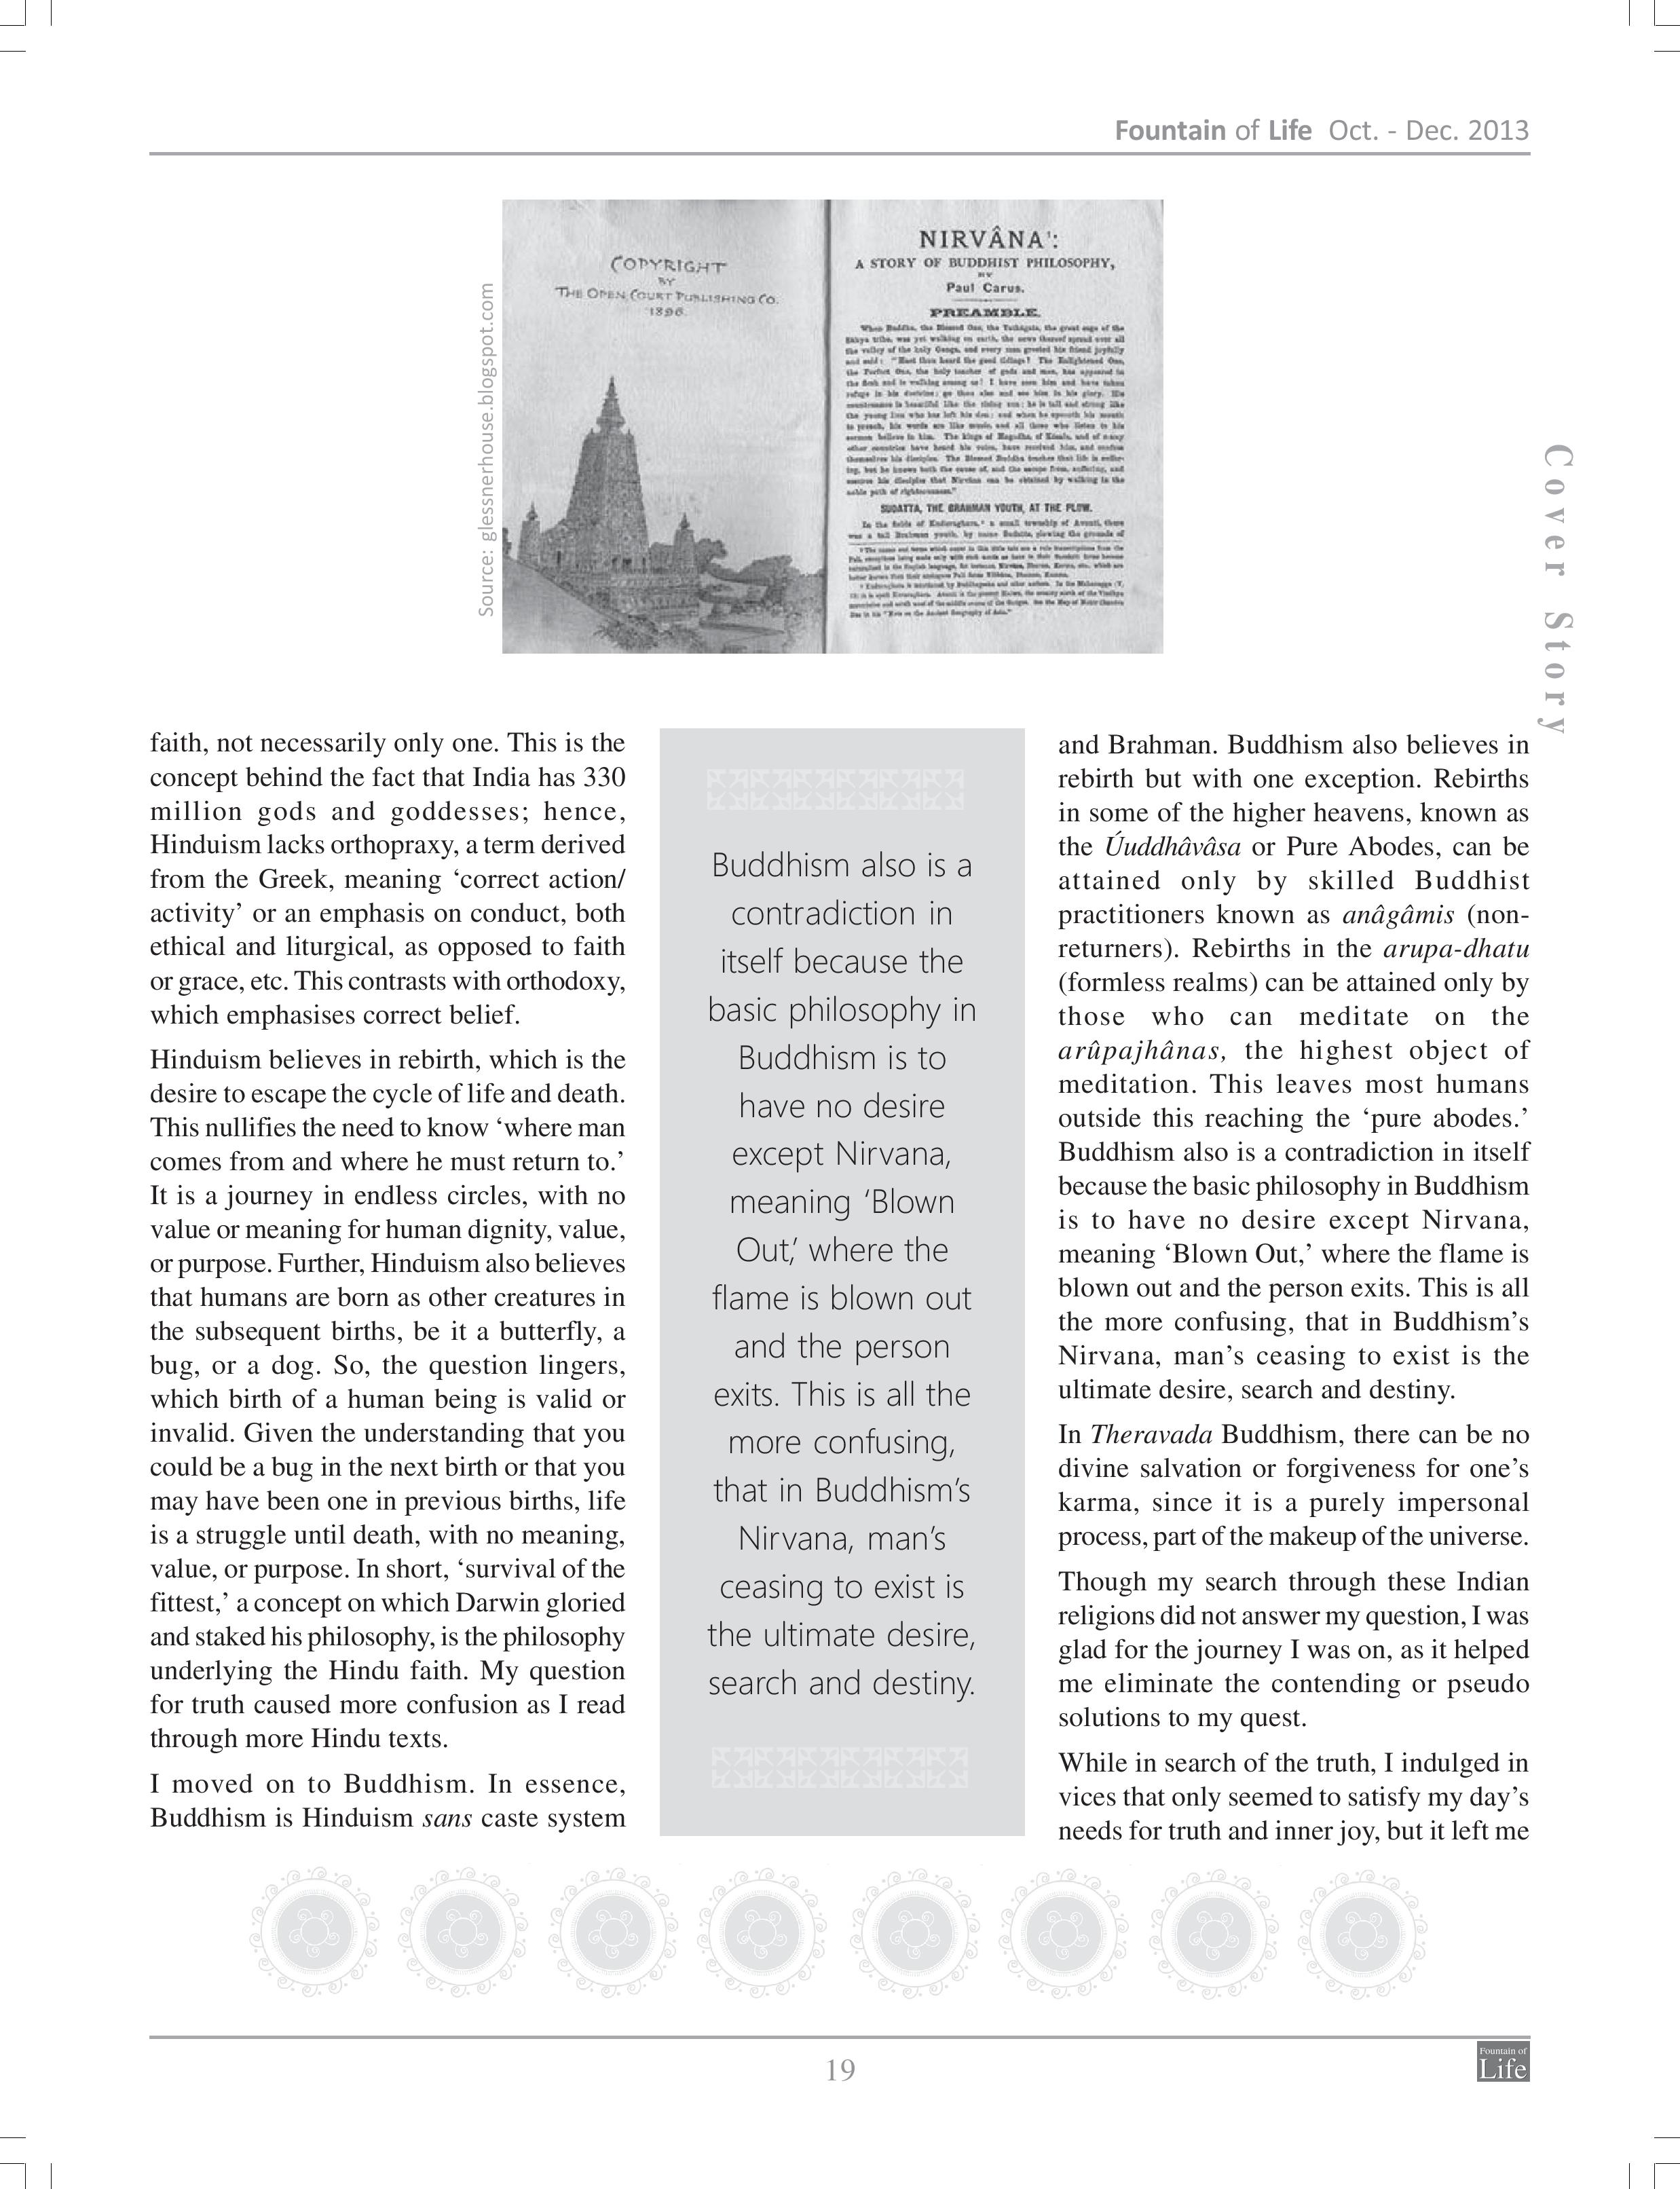 Fountain of Life Oct. - Dec. 2013
Source: glessnerhouse.blogspot.com
COPYRIGHT
BY
THE OPEN COURT PUBLISHING CO.
1896.
NIRVÂNA¹:
A STORY OF BUDDHIST PHILOSOPHY,
BY
Paul Carus.
PREAMBLE.
When Buddha, the Blessed One, the Tathâgata, the great sage of the
the valley of the holy Ganga, and every man greeted his friend joyfully
SUDATTA, THE BRAHMAN YOUTH, AT THE PLOW.
Cover Story
faith, not necessarily only one. This is the
concept behind the fact that India has 330
million gods and goddesses; hence,
Hinduism lacks orthopraxy, a term derived
from the Greek, meaning ‘correct action/
activity’ or an emphasis on conduct, both
ethical and liturgical, as opposed to faith
or grace, etc. This contrasts with orthodoxy,
which emphasises correct belief.
Hinduism believes in rebirth, which is the
desire to escape the cycle of life and death.
This nullifies the need to know ‘where man
comes from and where he must return to.’
It is a journey in endless circles, with no
value or meaning for human dignity, value,
or purpose. Further, Hinduism also believes
that humans are born as other creatures in
the subsequent births, be it a butterfly, a
bug, or a dog. So, the question lingers,
which birth of a human being is valid or
invalid. Given the understanding that you
could be a bug in the next birth or that you
may have been one in previous births, life
is a struggle until death, with no meaning,
value, or purpose. In short, ‘survival of the
fittest,’ a concept on which Darwin gloried
and staked his philosophy, is the philosophy
underlying the Hindu faith. My question
for truth caused more confusion as I read
through more Hindu texts.
I moved on to Buddhism. In essence,
Buddhism is Hinduism sans caste system
Buddhism also is a
contradiction in
itself because the
basic philosophy in
Buddhism is to
have no desire
except Nirvana,
meaning ‘Blown
Out,’ where the
flame is blown out
and the person
exits. This is all the
more confusing,
that in Buddhism’s
Nirvana, man’s
ceasing to exist is
the ultimate desire,
search and destiny.
and Brahman. Buddhism also believes in
rebirth but with one exception. Rebirths
in some of the higher heavens, known as
the Úuddhâvâsa or Pure Abodes, can be
attained only by skilled Buddhist
practitioners known as anâgâmis (non-
returners). Rebirths in the arupa-dhatu
(formless realms) can be attained only by
those who can meditate on the
arûpajhânas, the highest object of
meditation. This leaves most humans
outside this reaching the ‘pure abodes.’
Buddhism also is a contradiction in itself
because the basic philosophy in Buddhism
is to have no desire except Nirvana,
meaning ‘Blown Out,’ where the flame is
blown out and the person exits. This is all
the more confusing, that in Buddhism’s
Nirvana, man’s ceasing to exist is the
ultimate desire, search and destiny.
In Theravada Buddhism, there can be no
divine salvation or forgiveness for one’s
karma, since it is a purely impersonal
process, part of the makeup of the universe.
Though my search through these Indian
religions did not answer my question, I was
glad for the journey I was on, as it helped
me eliminate the contending or pseudo
solutions to my quest.
While in search of the truth, I indulged in
vices that only seemed to satisfy my day’s
needs for truth and inner joy, but it left me
19
Fountain of
Life